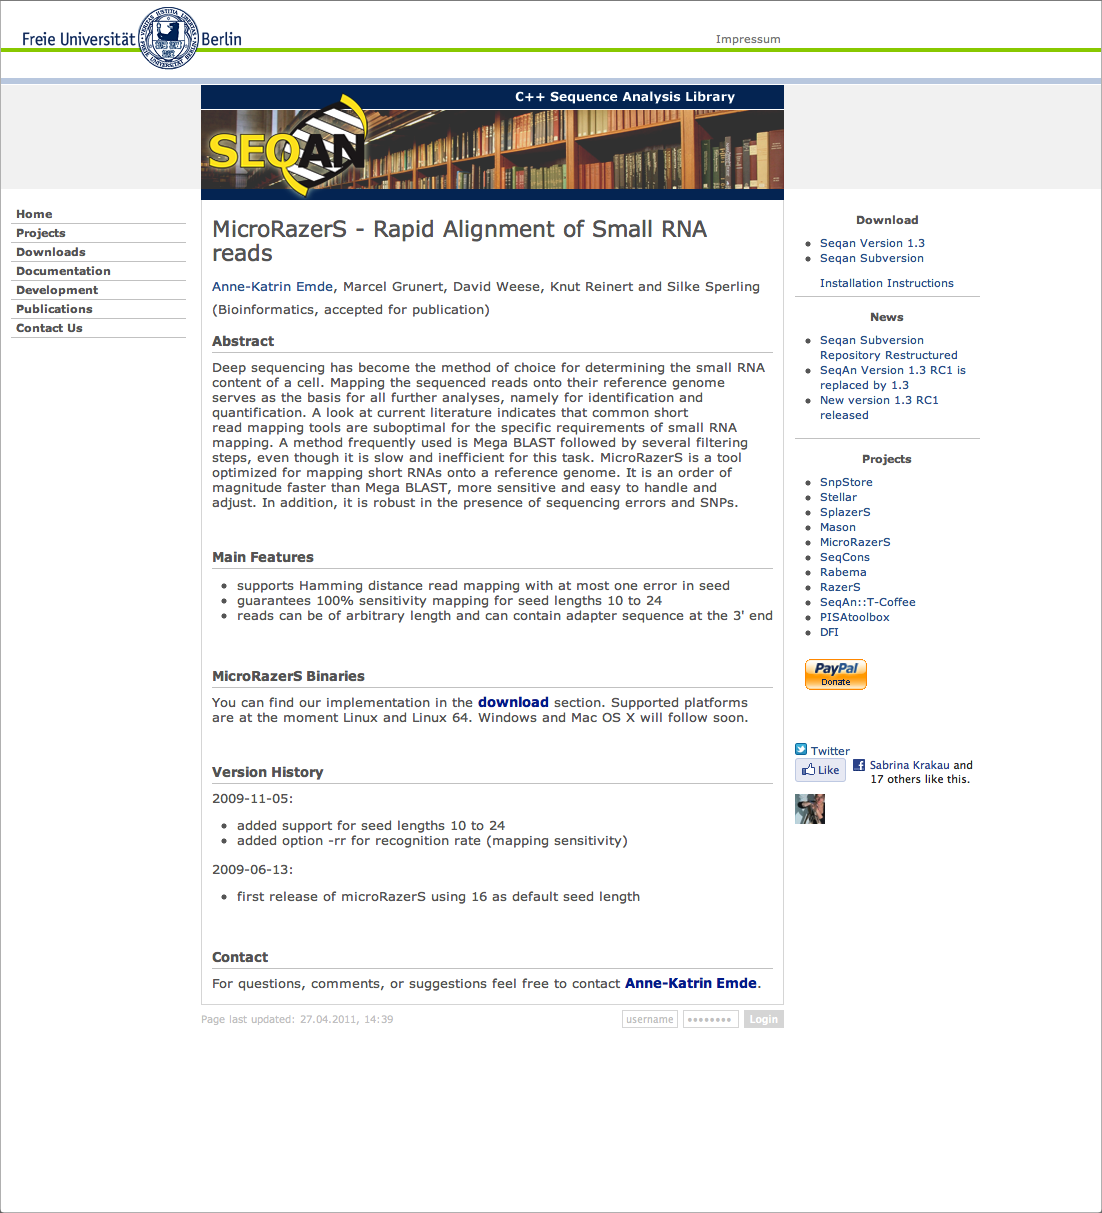 Freie Universität Berlin
Impressum
C++ Sequence Analysis Library
SEQAN
Home
Projects
Downloads
Documentation
Development
Publications
Contact Us
MicroRazerS - Rapid Alignment of Small RNA
reads
Anne-Katrin Emde, Marcel Grunert, David Weese, Knut Reinert and Silke Sperling
(Bioinformatics, accepted for publication)
Abstract
Deep sequencing has become the method of choice for determining the small RNA
content of a cell. Mapping the sequenced reads onto their reference genome
serves as the basis for all further analyses, namely for identification and
quantification. A look at current literature indicates that common short
read mapping tools are suboptimal for the specific requirements of small RNA
mapping. A method frequently used is Mega BLAST followed by several filtering
steps, even though it is slow and inefficient for this task. MicroRazerS is a tool
optimized for mapping short RNAs onto a reference genome. It is an order of
magnitude faster than Mega BLAST, more sensitive and easy to handle and
adjust. In addition, it is robust in the presence of sequencing errors and SNPs.
Main Features
• supports Hamming distance read mapping with at most one error in seed
• guarantees 100% sensitivity mapping for seed lengths 10 to 24
• reads can be of arbitrary length and can contain adapter sequence at the 3' end
MicroRazerS Binaries
You can find our implementation in the download section. Supported platforms
are at the moment Linux and Linux 64. Windows and Mac OS X will follow soon.
Version History
2009-11-05:
• added support for seed lengths 10 to 24
• added option -rr for recognition rate (mapping sensitivity)
2009-06-13:
• first release of microRazerS using 16 as default seed length
Contact
For questions, comments, or suggestions feel free to contact Anne-Katrin Emde.
Page last updated: 27.04.2011, 14:39
username •••••••• Login
Download
• Seqan Version 1.3
• Seqan Subversion
Installation Instructions
News
• Seqan Subversion
Repository Restructured
• SeqAn Version 1.3 RC1 is
replaced by 1.3
• New version 1.3 RC1
released
Projects
• SnpStore
• Stellar
• SplazerS
• Mason
• MicroRazerS
• SeqCons
• Rabema
• RazerS
• SeqAn::T-Coffee
• PISAtoolbox
• DFI
PayPal
Donate
Twitter
Like
Sabrina Krakau and
17 others like this.